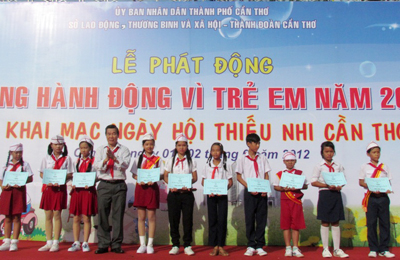 ỦY BAN NHÂN DÂN THÀNH PHỐ CẦN THƠ
LAO ĐỘNG - THƯƠNG BINH VÀ XÃ HỘI - THÀNH ĐOÀN CẦN THƠ
LỄ PHÁT ĐỘNG
NG HÀNH ĐỘNG VÌ TRẺ EM NĂM 20
KHAI MẠC NGÀY HỘI THIẾU NHI CẦN THƠ
02 2012